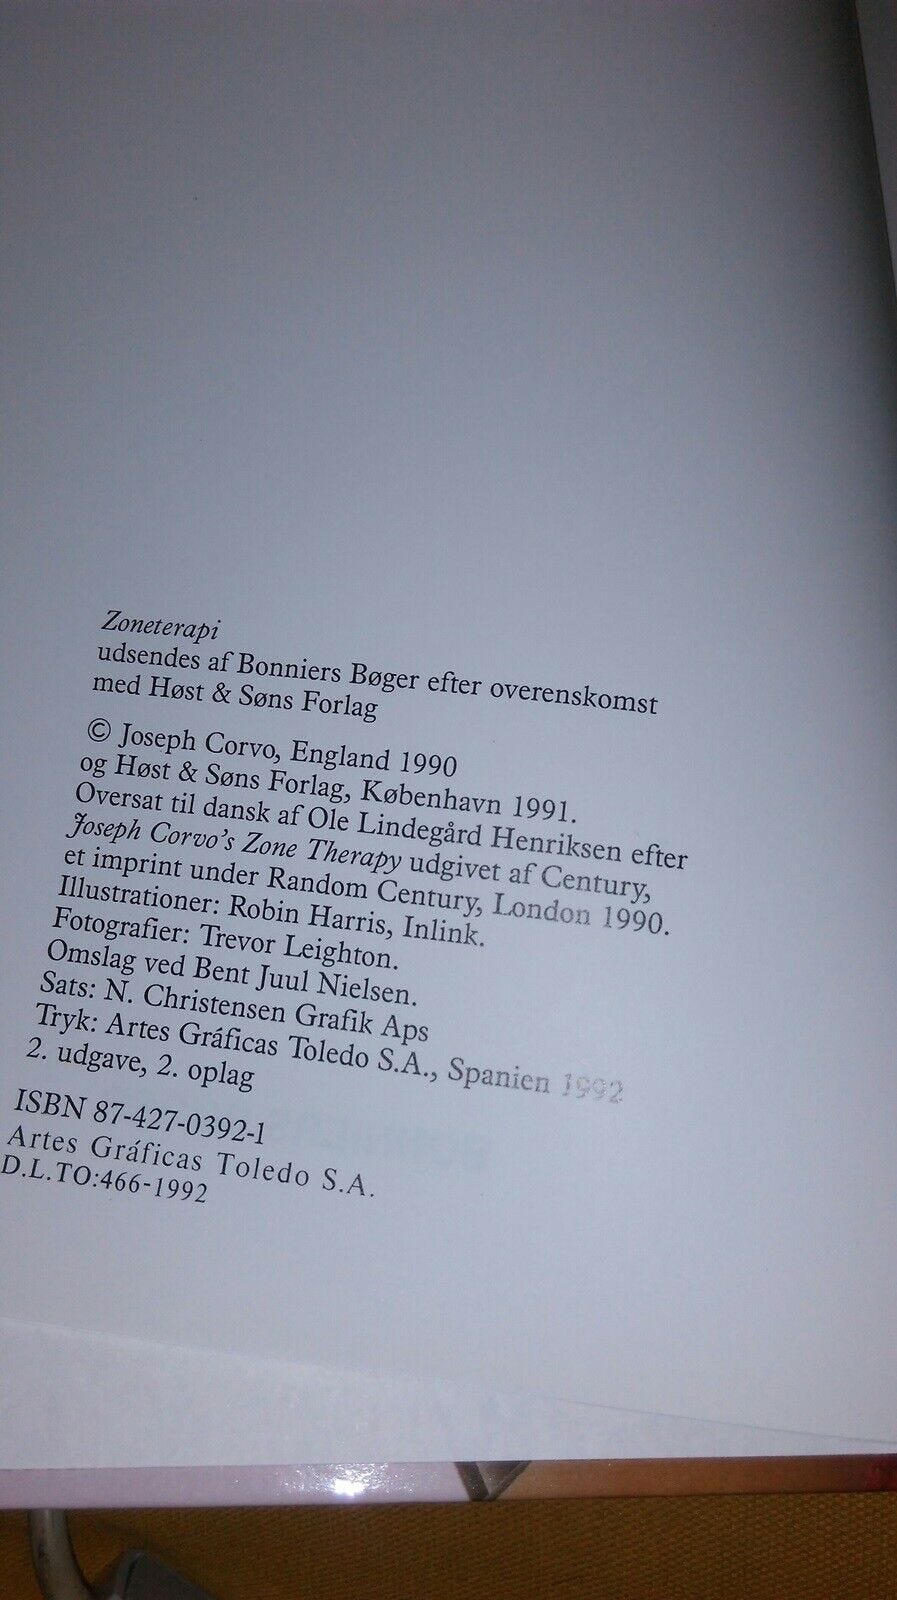 Zoneterapi
udsendes af Bonniers Bøger efter overenskomst
med Høst & Søns Forlag
© Joseph Corvo, England 1990
og Høst & Søns Forlag, København 1991.
Oversat til dansk af Ole Lindegård Henriksen efter
Joseph Corvo's Zone Therapy udgivet af Century,
et imprint under Random Century, London 1990.
Illustrationer: Robin Harris, Inlink.
Fotografier: Trevor Leighton.
Omslag ved Bent Juul Nielsen.
Sats: N. Christensen Grafik Aps
Tryk: Artes Gráficas Toledo S.A., Spanien 1992
2. udgave, 2. oplag
ISBN 87-427-0392-1
Artes Gráficas Toledo S.A.
D.L.TO:466-1992